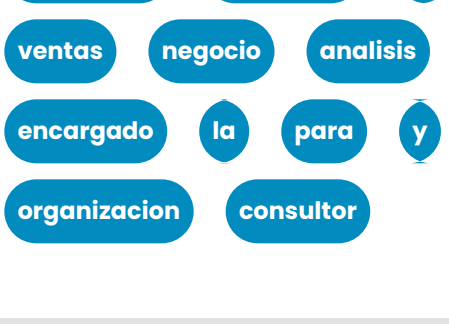 ventas negocio analisis
encargado la para y
organizacion consultor